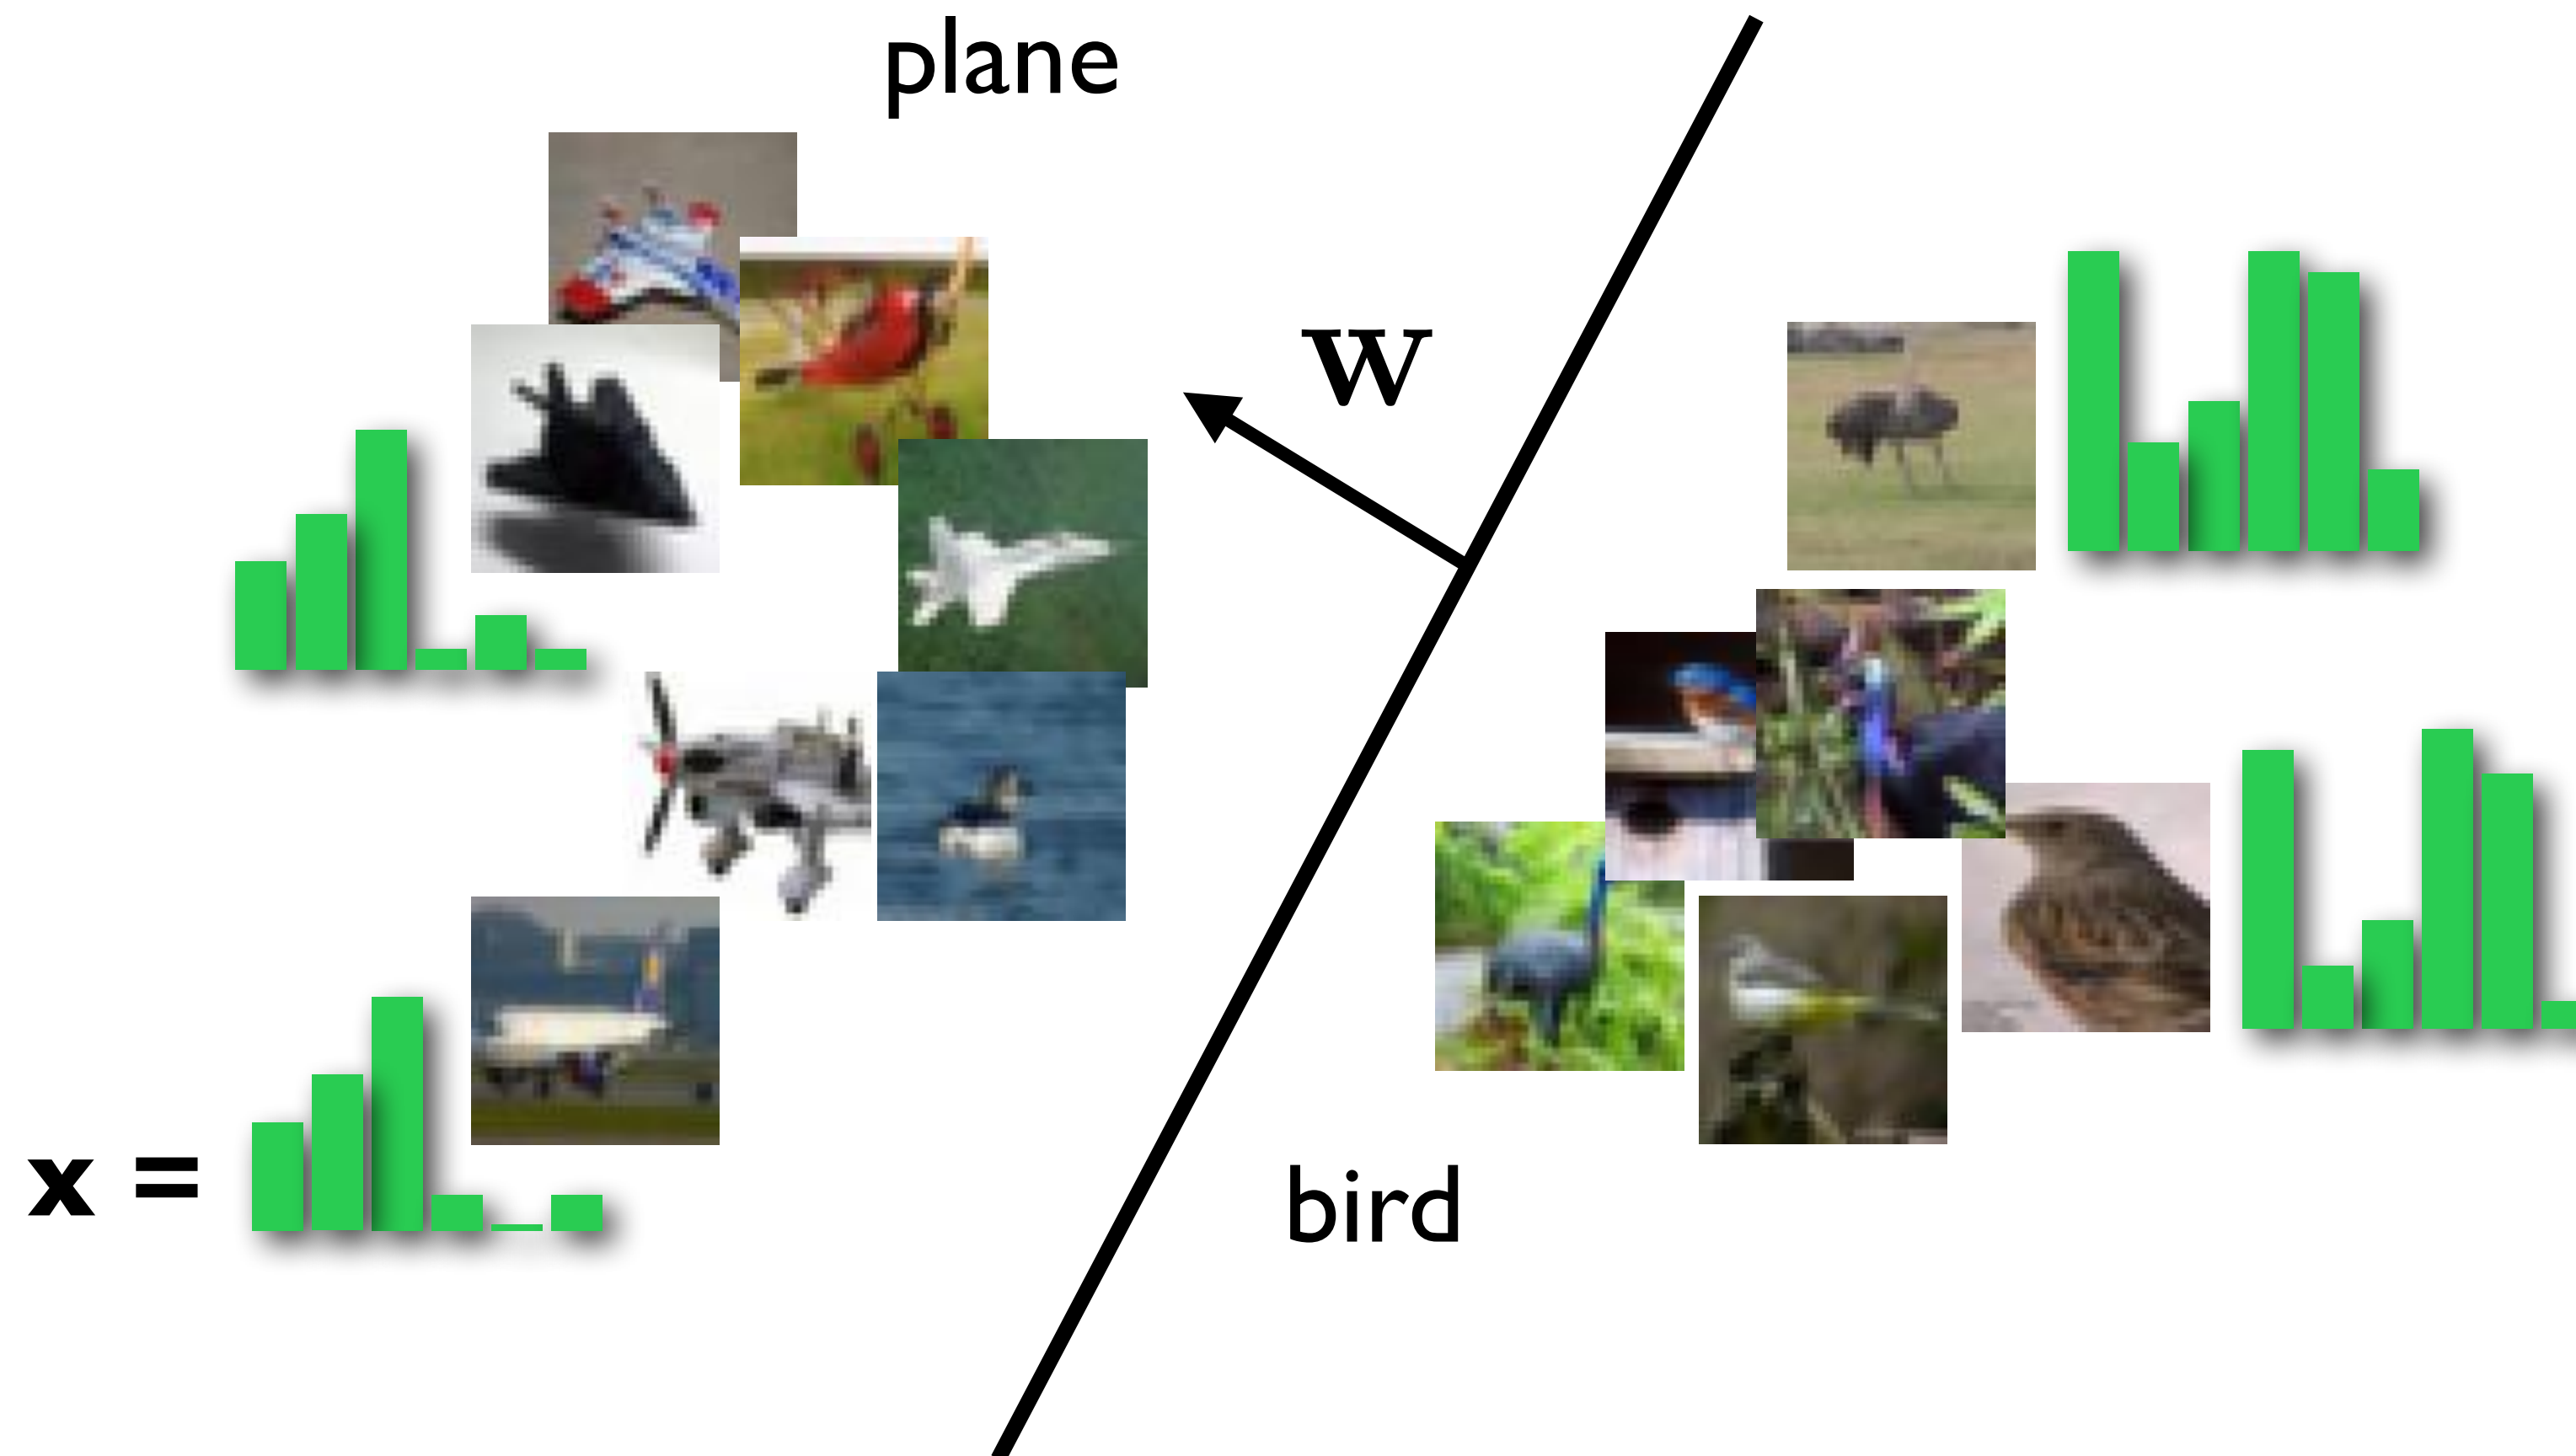 plane
w
x =
bird